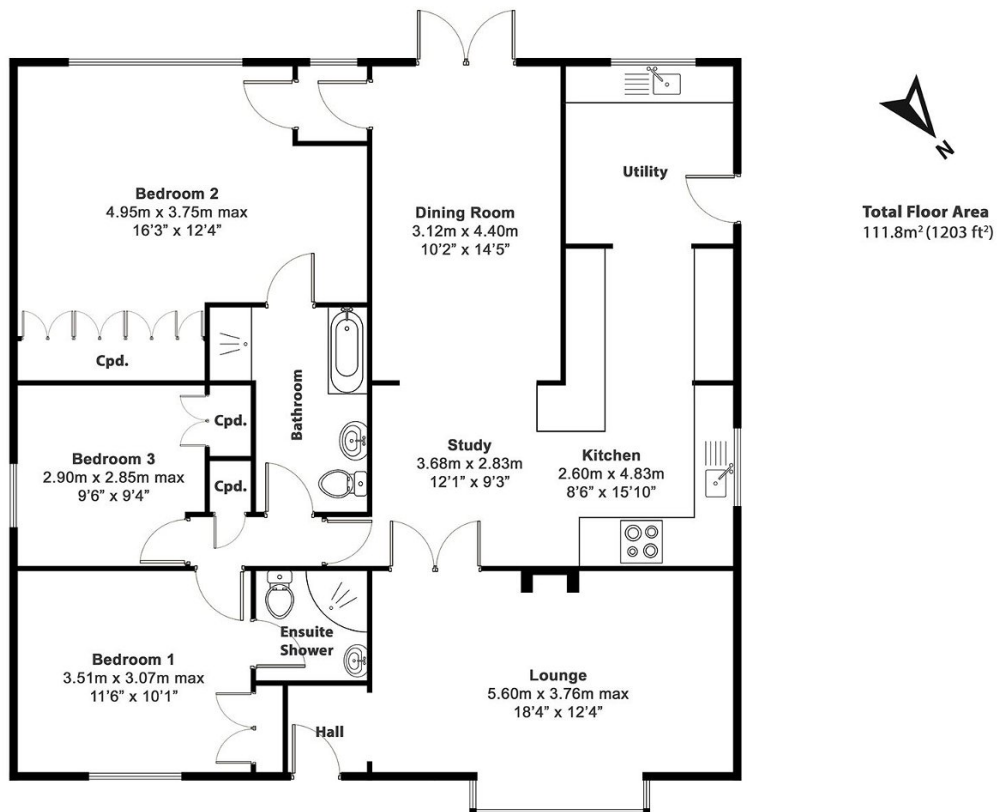 Bedroom 2
4.95m x 3.75m max
16'3" x 12'4"
Cpd.
Dining Room
3.12m x 4.40m
10'2" x 14'5"
Utility
N
Total Floor Area
111.8m² (1203 ft²)
Bedroom 3
2.90m x 2.85m max
9'6" x 9'4"
Cpd.
Cpd.
Bathroom
Study
3.68m x 2.83m
12'1" x 9'3"
Kitchen
2.60m x 4.83m
8'6" x 15'10"
Bedroom 1
3.51m x 3.07m max
11'6" x 10'1"
Ensuite
Shower
Hall
Lounge
5.60m x 3.76m max
18'4" x 12'4"